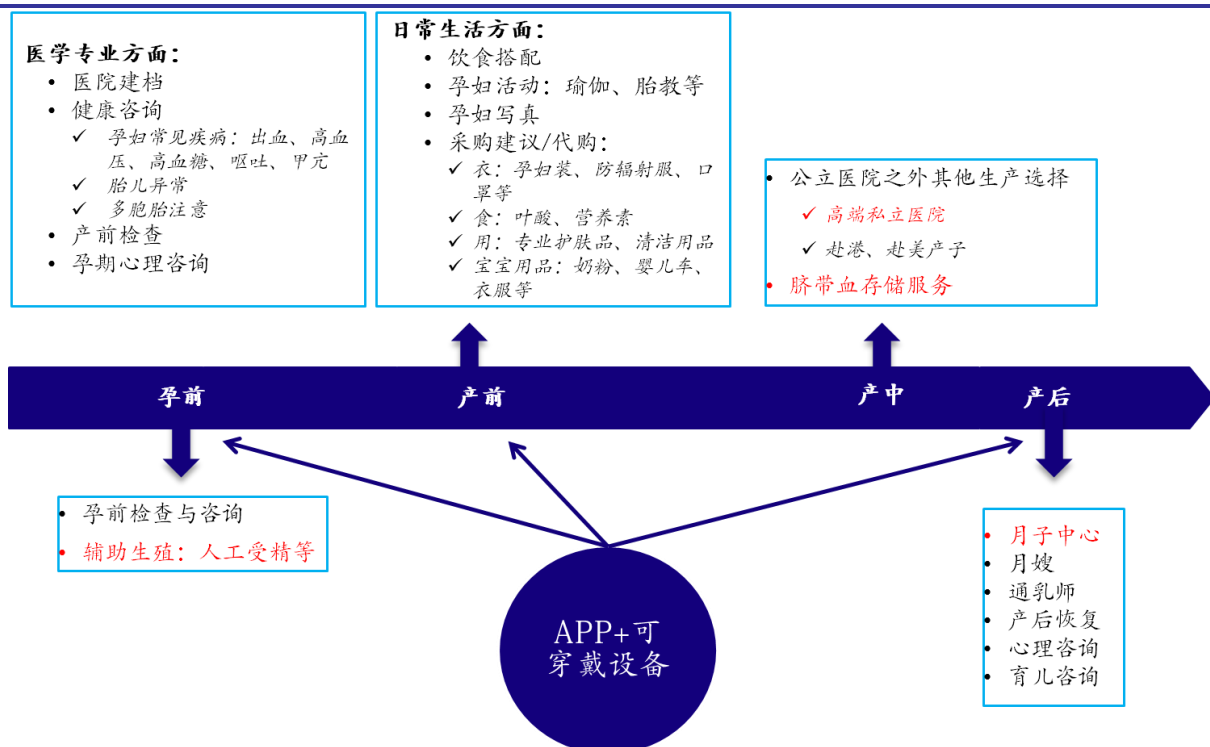 医学专业方面：
• 医院建档
• 健康咨询
✓ 孕妇常见疾病：出血、高血
压、高血糖、呕吐、甲亢
✓ 胎儿异常
✓ 多胞胎注意
• 产前检查
• 孕期心理咨询
日常生活方面：
• 饮食搭配
• 孕妇活动：瑜伽、胎教等
• 孕妇写真
• 采购建议/代购：
✓ 衣：孕妇装、防辐射服、口
罩等
✓ 食：叶酸、营养素
✓ 用：专业护肤品、清洁用品
✓ 宝宝用品：奶粉、婴儿车、
衣服等
• 公立医院之外其他生产选择
✓ 高端私立医院
✓ 赴港、赴美产子
• 脐带血存储服务
孕前
产前
产中
产后
• 孕前检查与咨询
• 辅助生殖：人工受精等
APP+可
穿戴设备
• 月子中心
• 月嫂
• 通乳师
• 产后恢复
• 心理咨询
• 育儿咨询